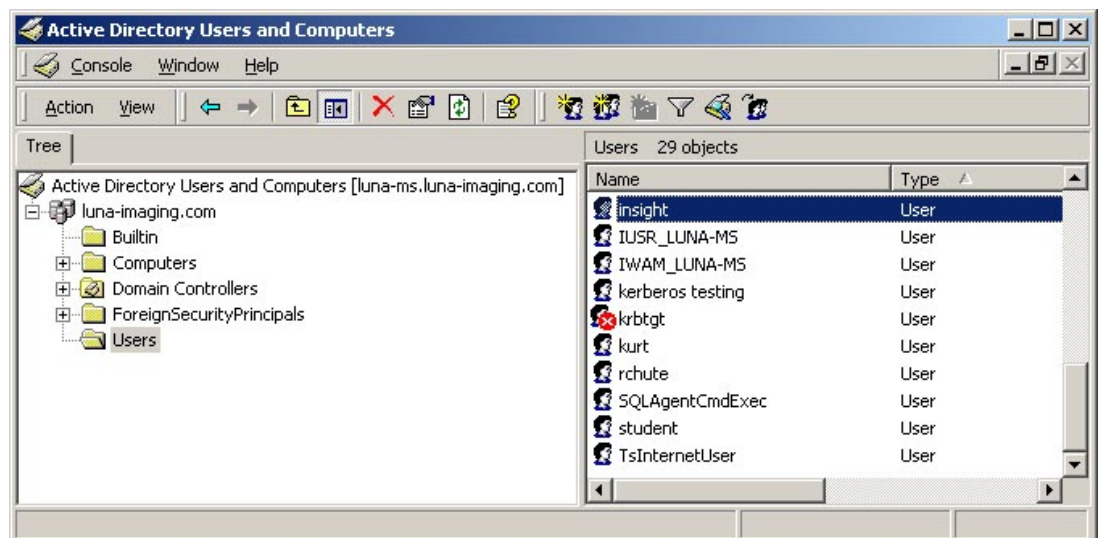 Active Directory Users and Computers
Console Window Help
Action View
Tree
Users 29 objects
Active Directory Users and Computers [luna-ms.luna-imaging.com]
luna-imaging.com
Builtin
Computers
Domain Controllers
ForeignSecurityPrincipals
Users
Name Type
insight User
IUSR_LUNA-MS User
IWAM_LUNA-MS User
kerberos testing User
krbtgt User
kurt User
rchute User
SQLAgentCmdExec User
student User
TsInternetUser User